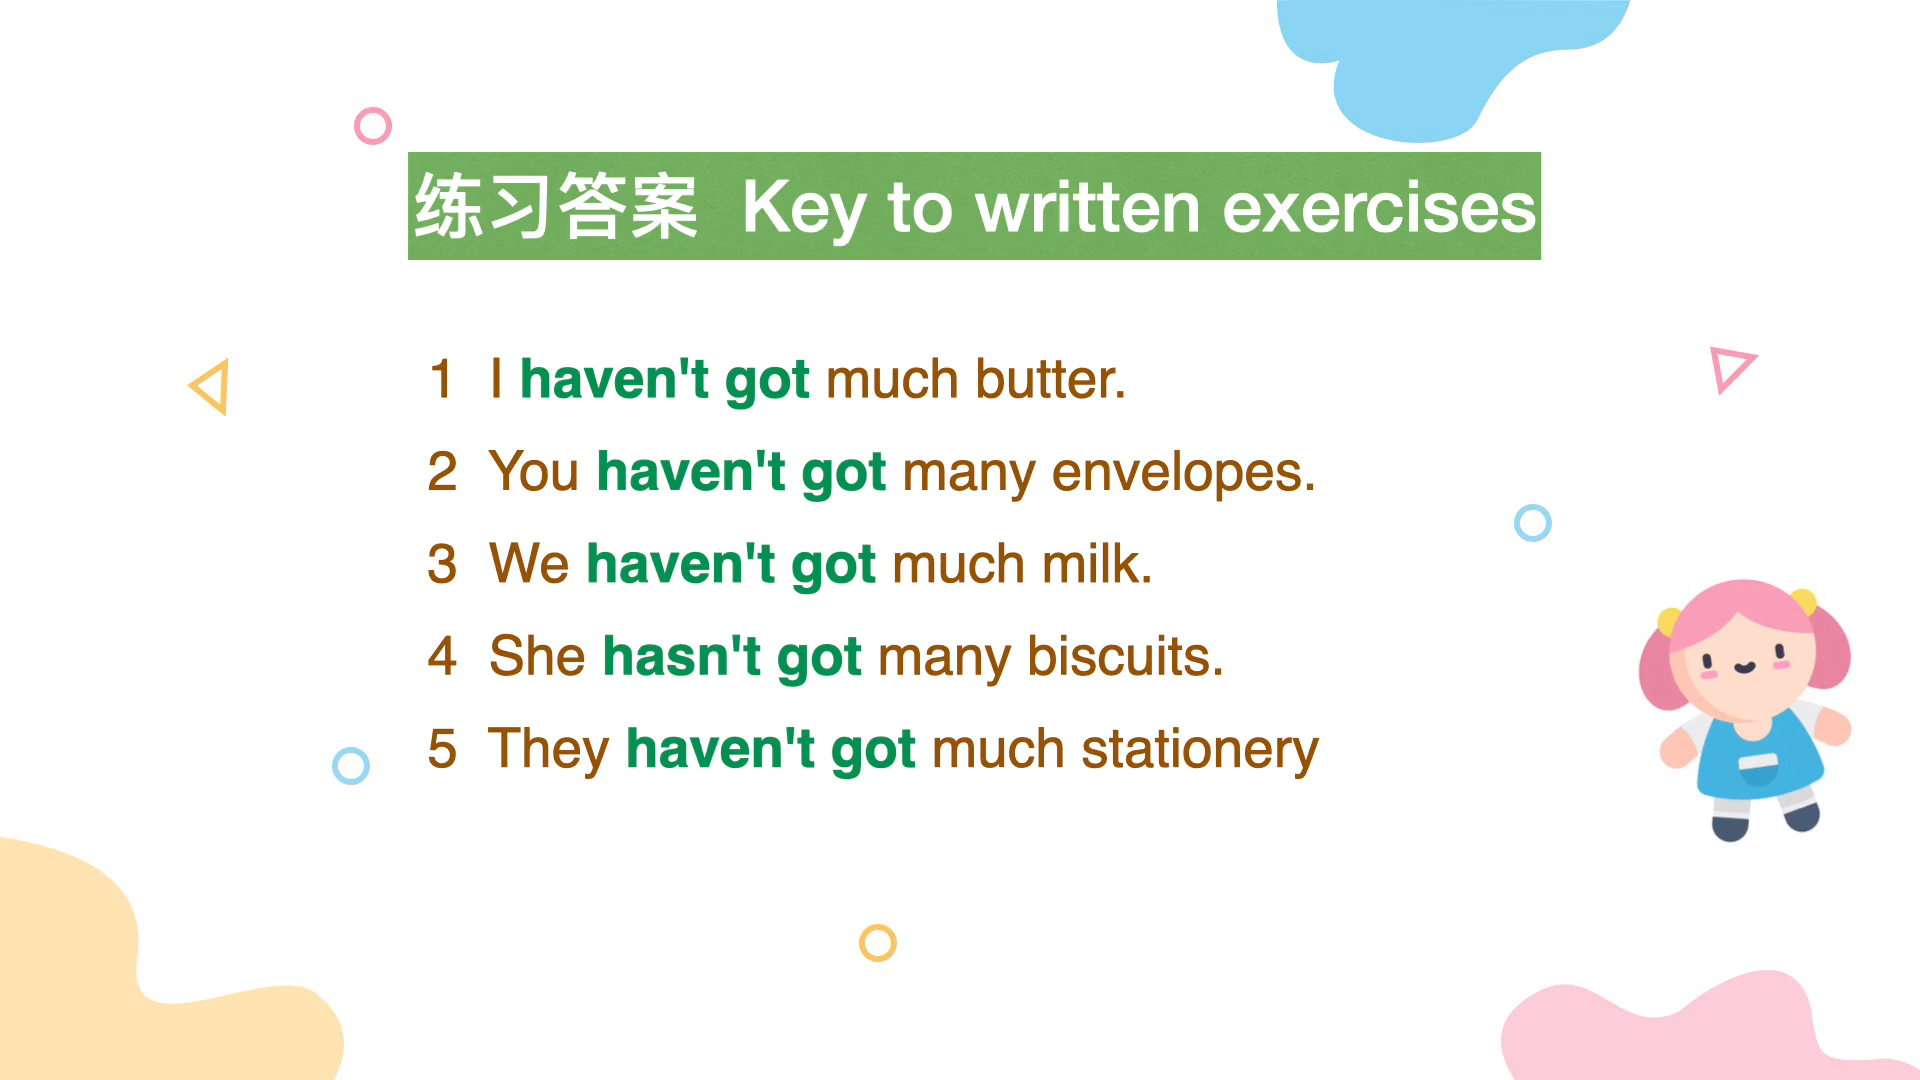 练习答案 Key to written exercises
1 I haven't got much butter.
2 You haven't got many envelopes.
3 We haven't got much milk.
4 She hasn't got many biscuits.
5 They haven't got much stationery